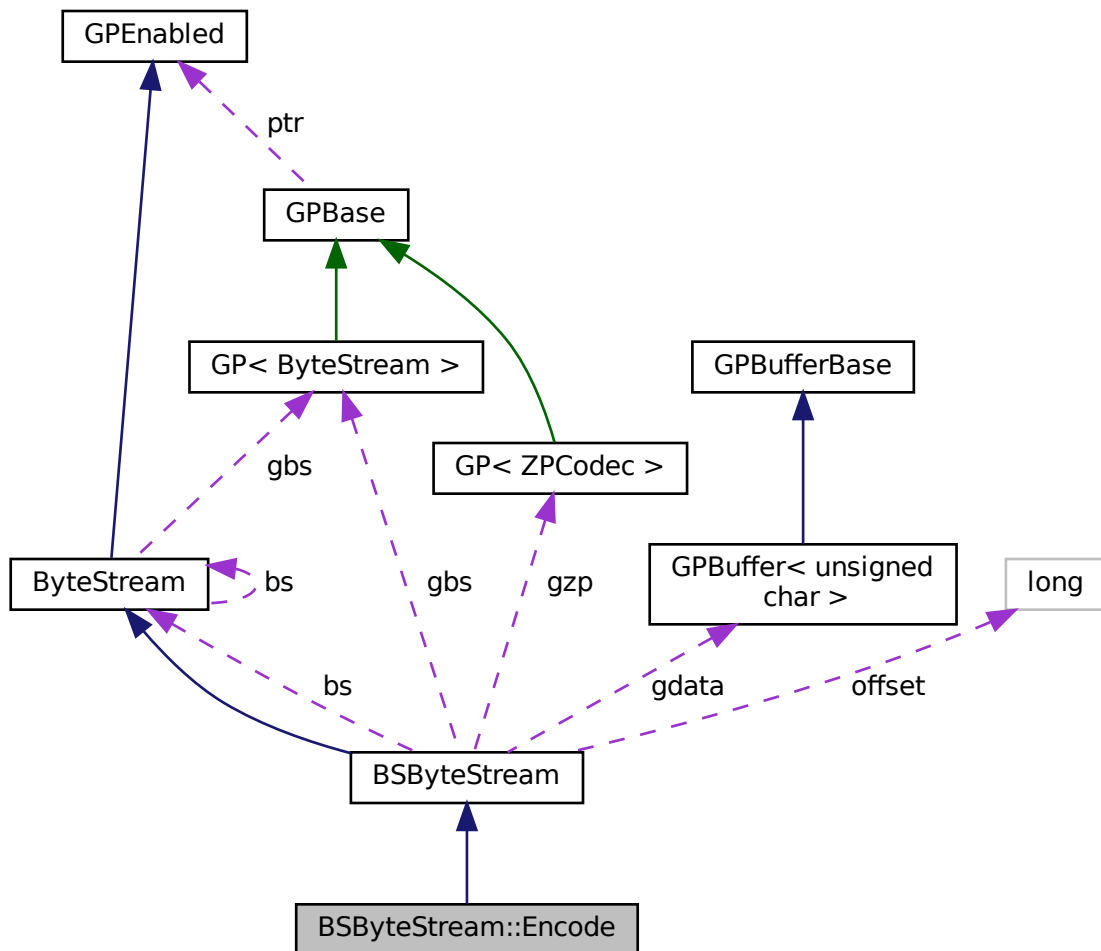 GPEnabled
ptr
GPBase
GP< ByteStream >
GPBufferBase
gbs
GP< ZPCodec >
ByteStream
bs
gbs
gzp
GPBuffer< unsigned
char >
long
bs
gdata
offset
BSByteStream
BSByteStream::Encode